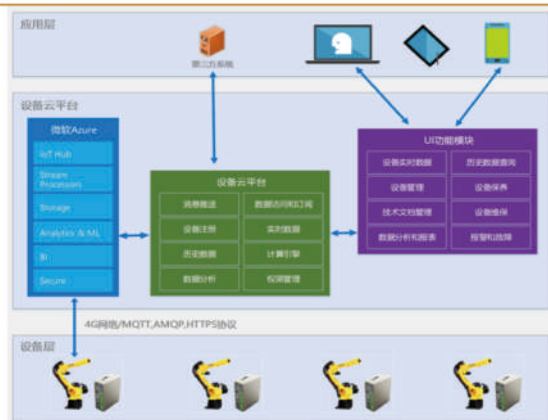 应用层
第三方系统
设备云平台
微软Azure
IoT Hub
Stream
Processors
Storage
Analytics & ML
BI
Secure
设备云平台
消息推送
数据访问和订阅
设备注册
实时数据
历史数据
计算引擎
数据分析
权限管理
UI功能模块
设备实时数据
历史数据查询
设备管理
设备保养
技术文档管理
设备维保
数据分析和报表
报警和故障
4G网络/MQTT,AMQP,HTTPS协议
设备层